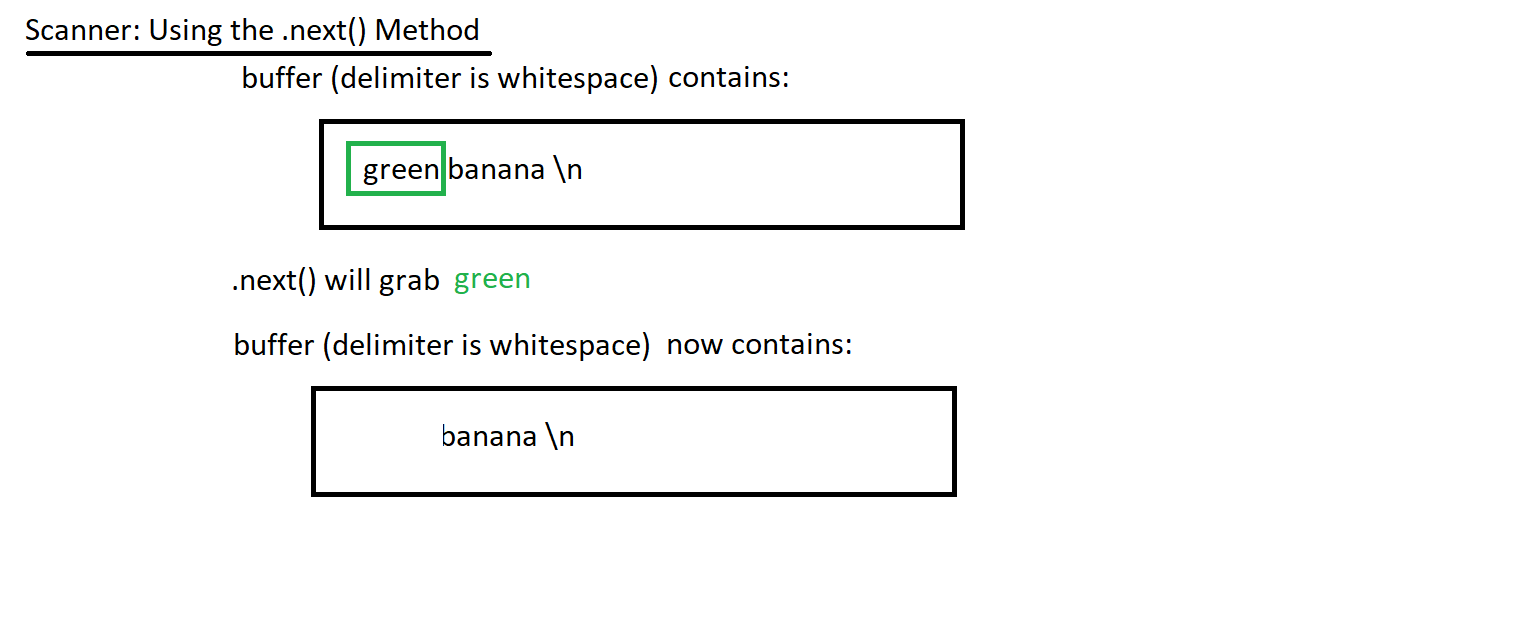 Scanner: Using the .next() Method
buffer (delimiter is whitespace) contains:
green banana \n
.next() will grab green
buffer (delimiter is whitespace) now contains:
banana \n